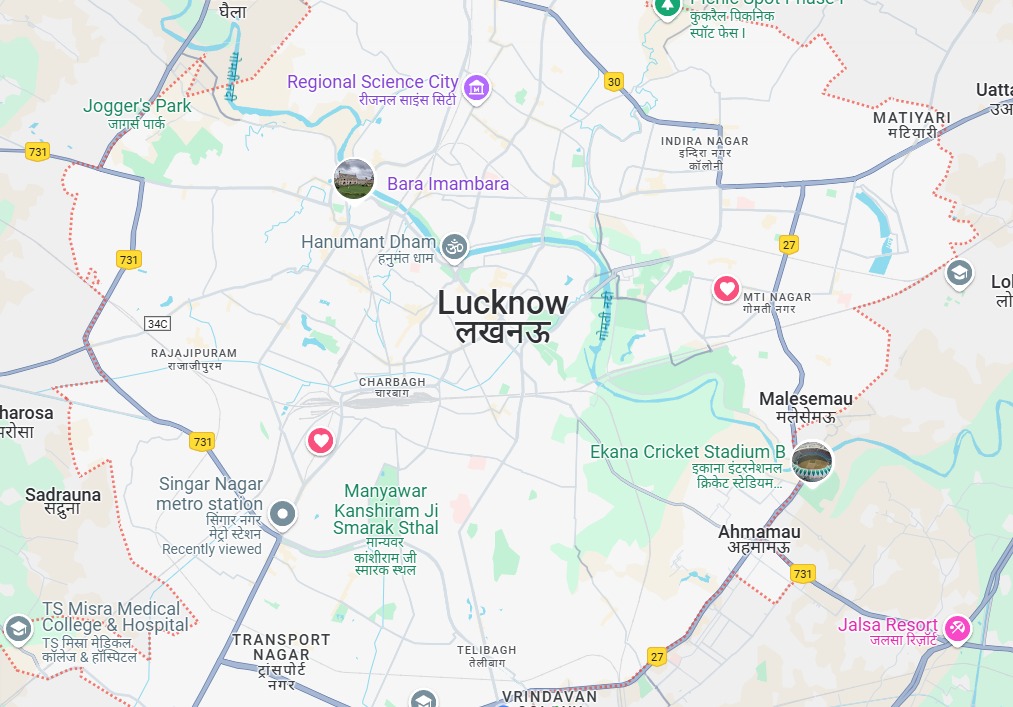 घैला
Picnic Spot Phase I
कुकरैल पिकनिक
स्पॉट फेस I
30
Regional Science City
रीजनल साइंस सिटी
गोमती नदी
Jogger's Park
जागर्स पार्क
MATIYARI
मटियारी
731
INDIRA NAGAR
इन्दिरा नगर
कॉलोनी
Bara Imambara
Hanumant Dham
हनुमंत धाम
27
731
MTI NAGAR
गोमती नगर
Lucknow
लखनऊ
गोमती नदी
34C
RAJAJIPURAM
राजाजीपुरम
CHARBAGH
चारबाग
Malesemau
मलेसेमऊ
731
Ekana Cricket Stadium B
इकाना इंटरनेशनल
क्रिकेट स्टेडियम...
Sadrauna
सदरुना
Singar Nagar
metro station
सिंगार नगर
मेट्रो स्टेशन
Recently viewed
Manyawar
Kanshiram Ji
Smarak Sthal
मान्यवर
कांशीराम जी
स्मारक स्थल
Ahmamau
अहमामऊ
731
TS Misra Medical
College & Hospital
TS मिस्रा मेडिकल
कॉलेज & हॉस्पिटल
Jalsa Resort
जलसा रिज़ॉर्ट
TRANSPORT
NAGAR
ट्रांसपोर्ट
नगर
TELIBAGH
तेलीबाग
27
VRINDAVAN